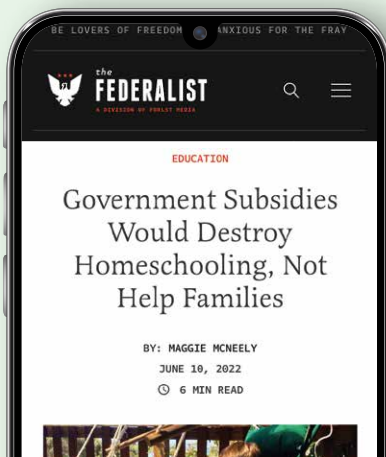 BE LOVERS OF FREEDOM ANXIOUS FOR THE FRAY
the
FEDERALIST
A DIVISION OF FDRLST MEDIA
EDUCATION
Government Subsidies
Would Destroy
Homeschooling, Not
Help Families
BY: MAGGIE MCNEELY
JUNE 10, 2022
6 MIN READ